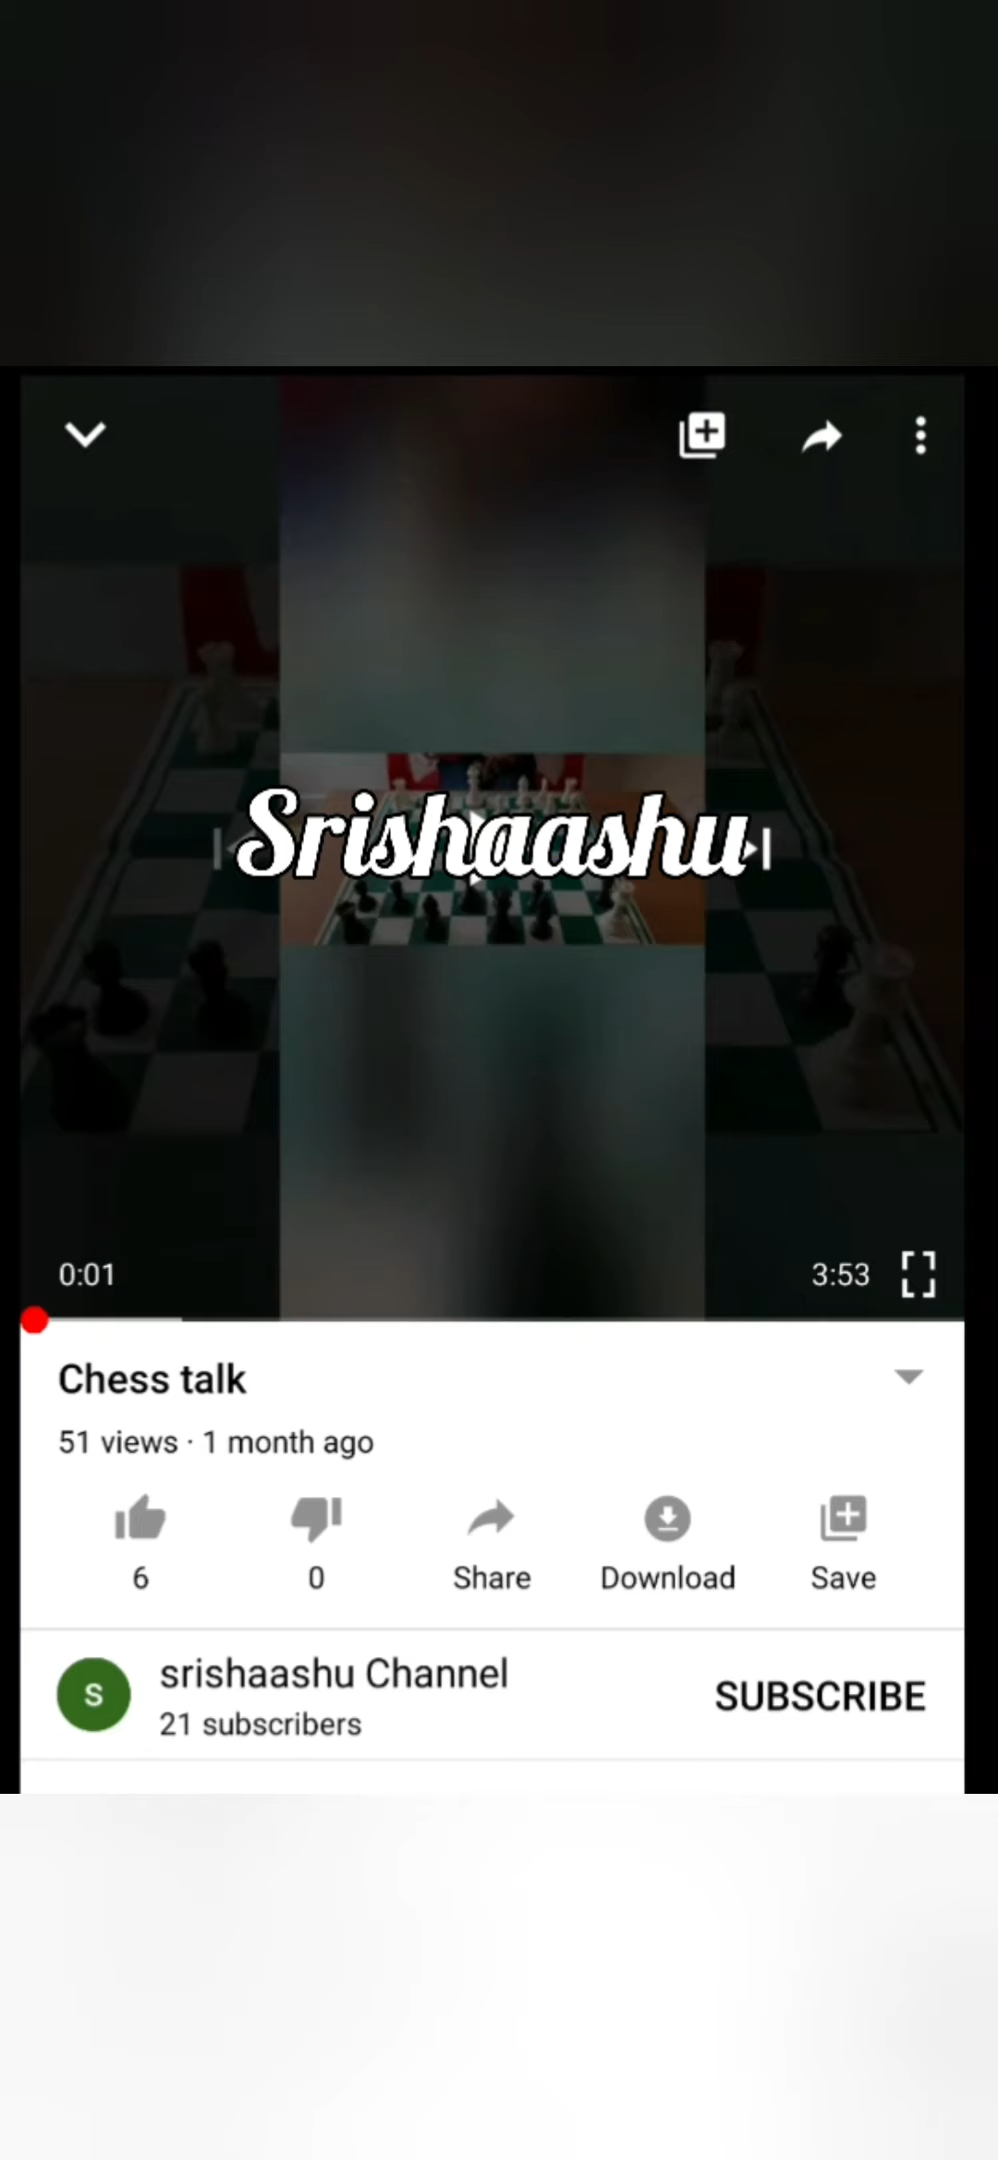 Srishaashu
0:01
3:53
Chess talk
51 views · 1 month ago
6
0
Share
Download
Save
S
srishaashu Channel
21 subscribers
SUBSCRIBE